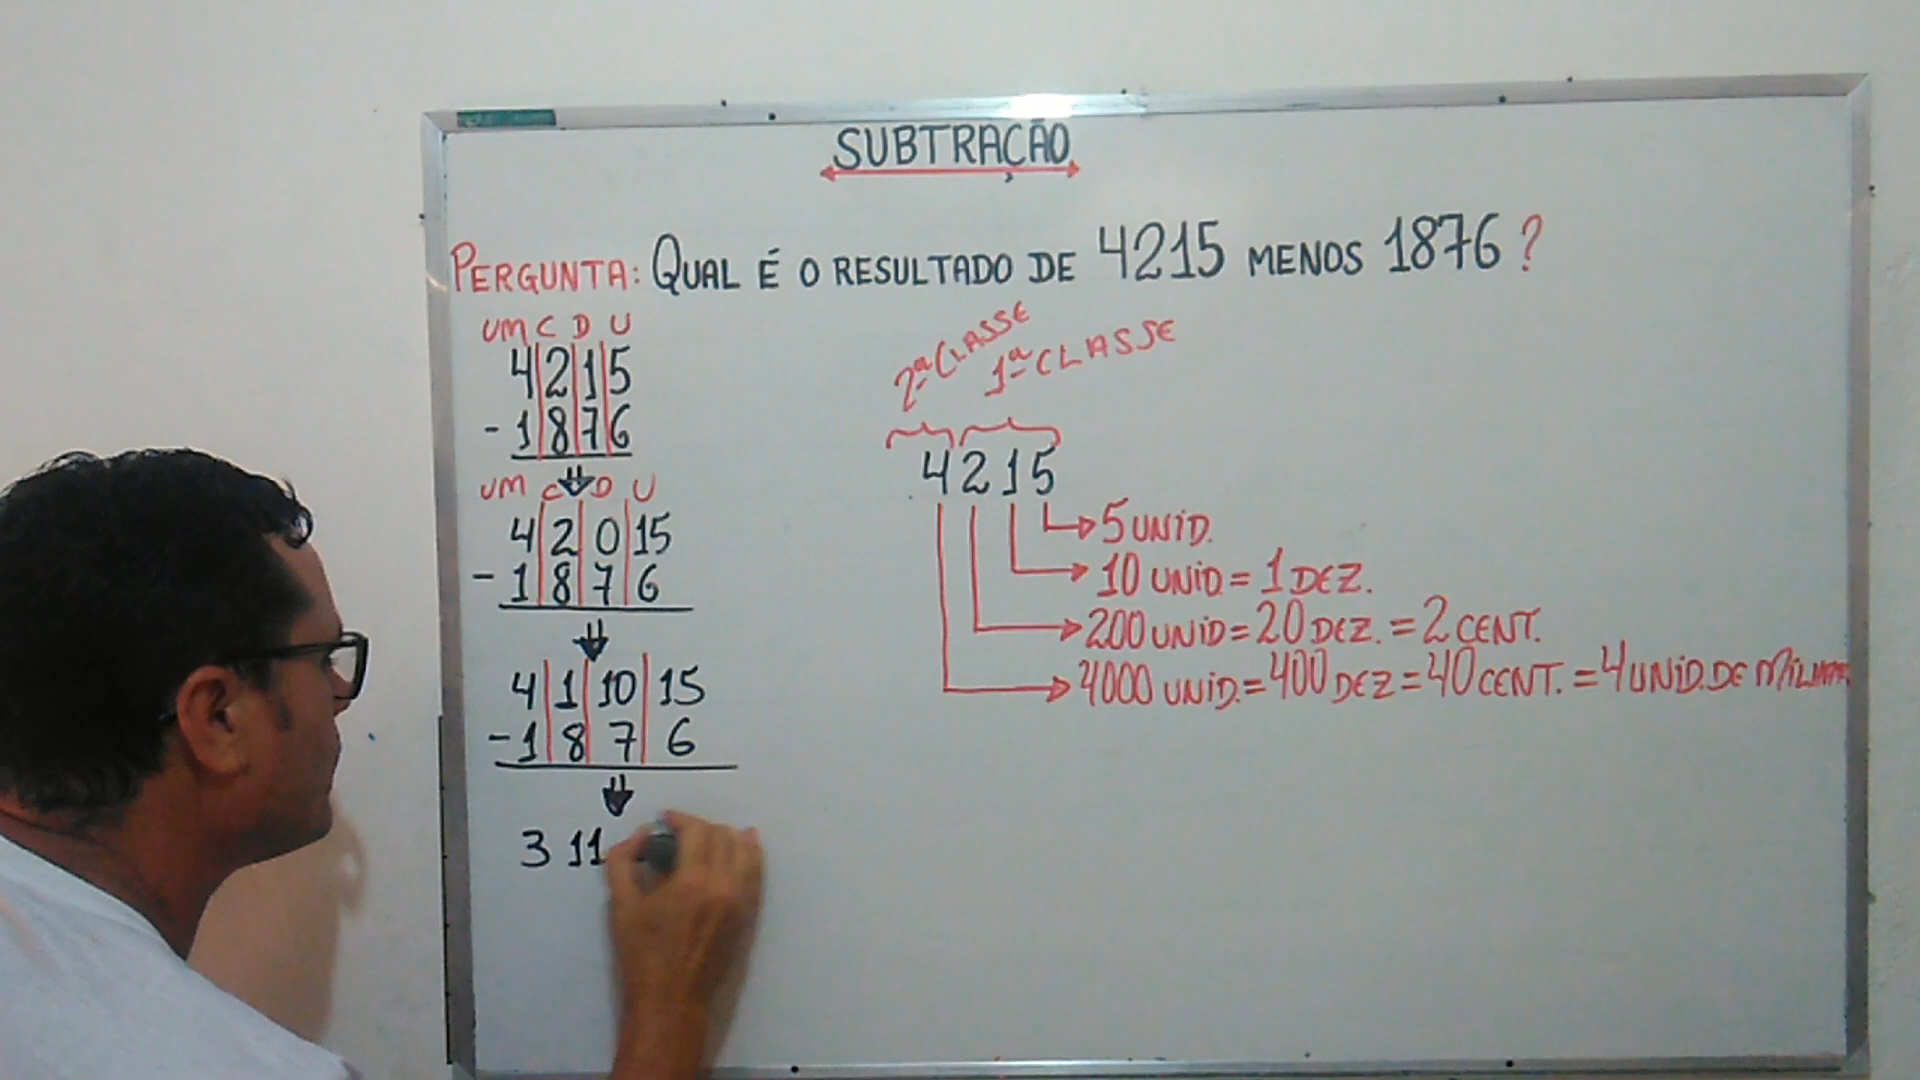 SUBTRAÇÃO
PERGUNTA: QUAL É O RESULTADO DE 4215 MENOS 1876?
UM C D U
4 2 1 5
- 1 8 7 6
UM C D U
4 2 0 15
- 1 8 7 6
4 1 10 15
- 1 8 7 6
3 11
2ª CLASSE
1ª CLASSE
4215
5 UNID.
10 UNID = 1 DEZ.
200 UNID = 20 DEZ. = 2 CENT.
4000 UNID. = 400 DEZ = 40 CENT. = 4 UNID. DE MILHAR